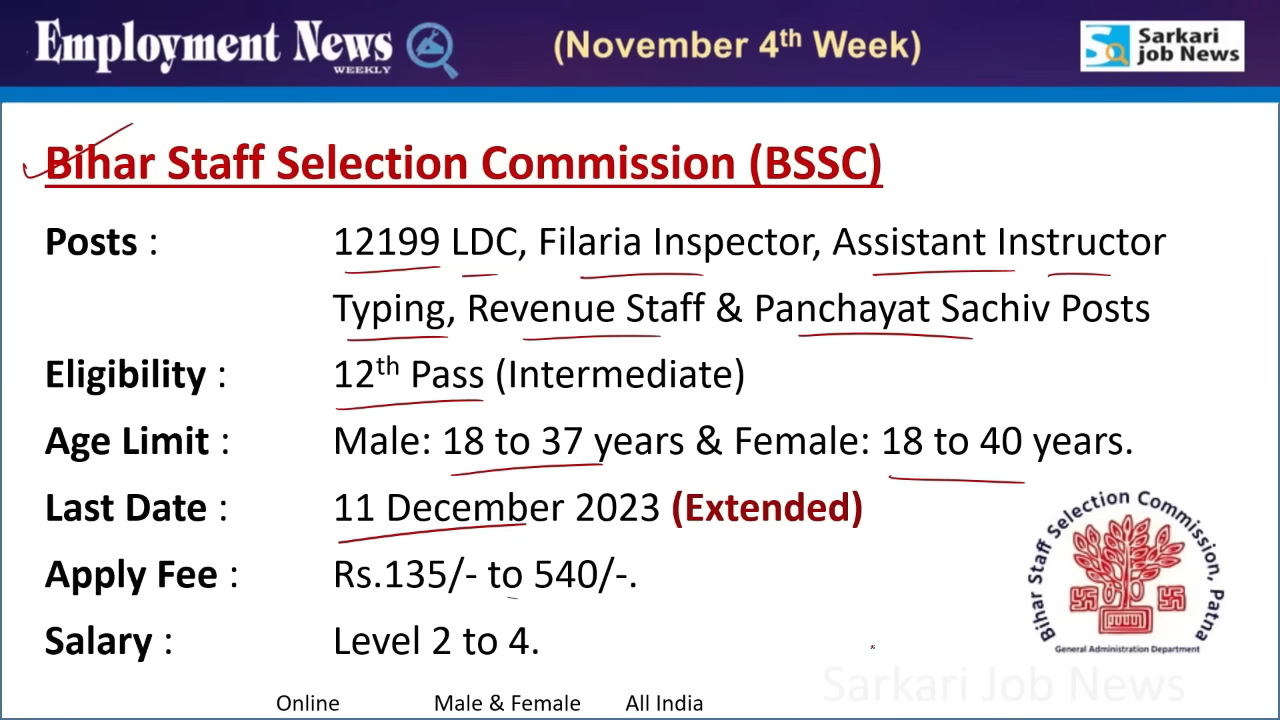 Employment News
WEEKLY
(November 4th Week)
Sarkari
Job News
Bihar Staff Selection Commission (BSSC)
Posts : 12199 LDC, Filaria Inspector, Assistant Instructor
Typing, Revenue Staff & Panchayat Sachiv Posts
Eligibility : 12th Pass (Intermediate)
Age Limit : Male: 18 to 37 years & Female: 18 to 40 years.
Last Date : 11 December 2023 (Extended)
Apply Fee : Rs.135/- to 540/-.
Salary : Level 2 to 4.
Bihar Staff Selection Commission, Patna
General Administration Department
Sarkari Job News
Online Male & Female All India